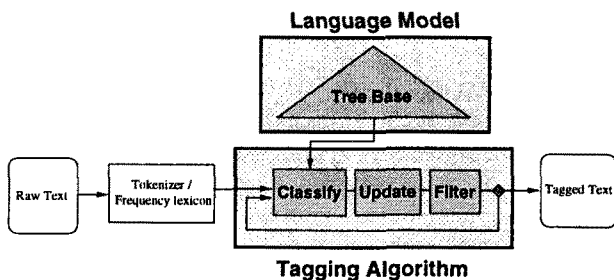 Language Model
Tree Base
Raw Text
Tokenizer /
Frequency lexicon
Classify
Update
Filter
Tagged Text
Tagging Algorithm